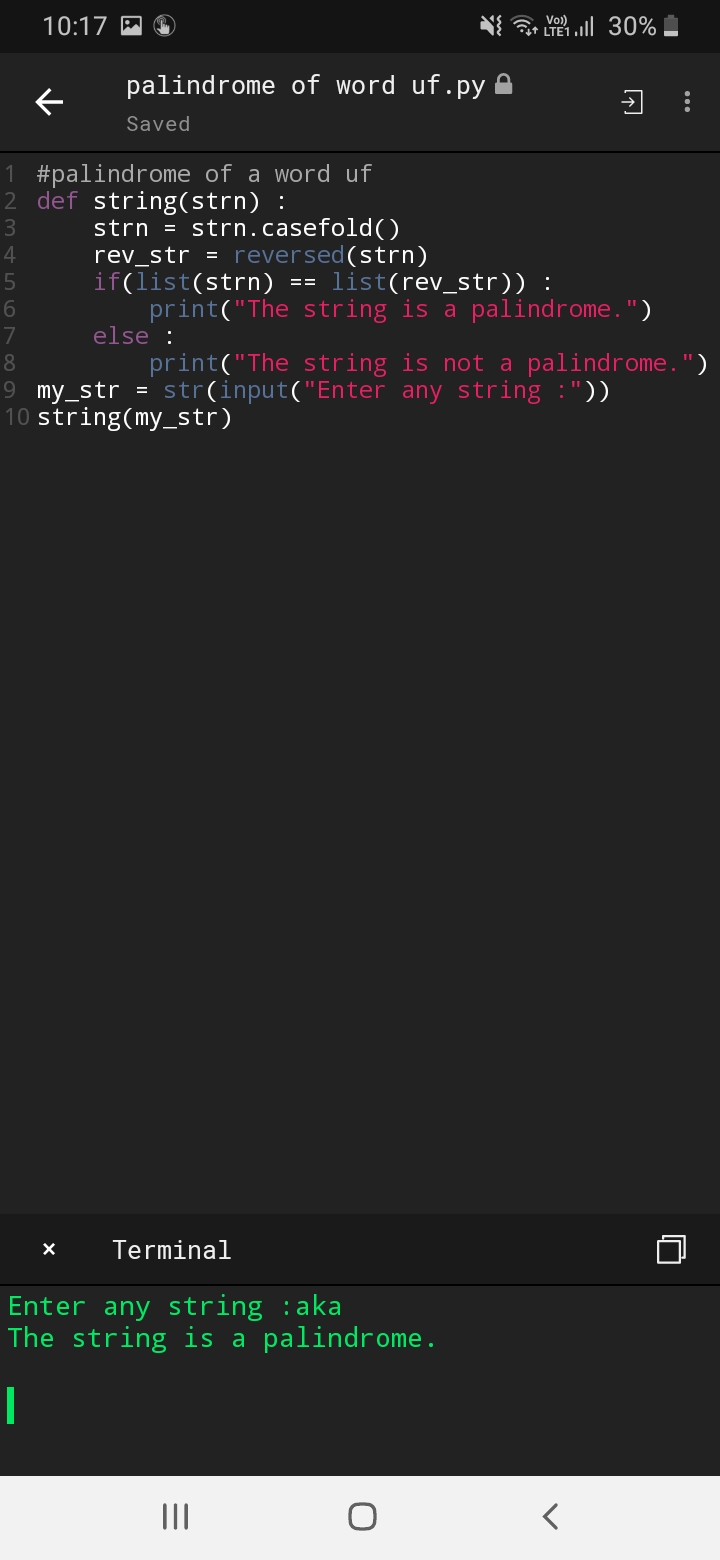 10:17 Vo)) LTE1 30%
palindrome of word uf.py
Saved
1 #palindrome of a word uf
2 def string(strn) :
3     strn = strn.casefold()
4     rev_str = reversed(strn)
5     if(list(strn) == list(rev_str)) :
6         print("The string is a palindrome.")
7     else :
8         print("The string is not a palindrome.")
9 my_str = str(input("Enter any string :"))
10 string(my_str)
× Terminal
Enter any string :aka
The string is a palindrome.